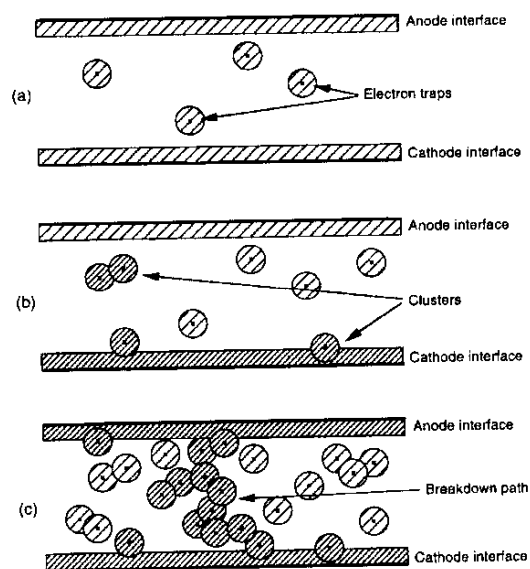 Anode interface
(a)
Electron traps
Cathode interface
Anode interface
(b)
Clusters
Cathode interface
Anode interface
Breakdown path
(c)
Cathode interface